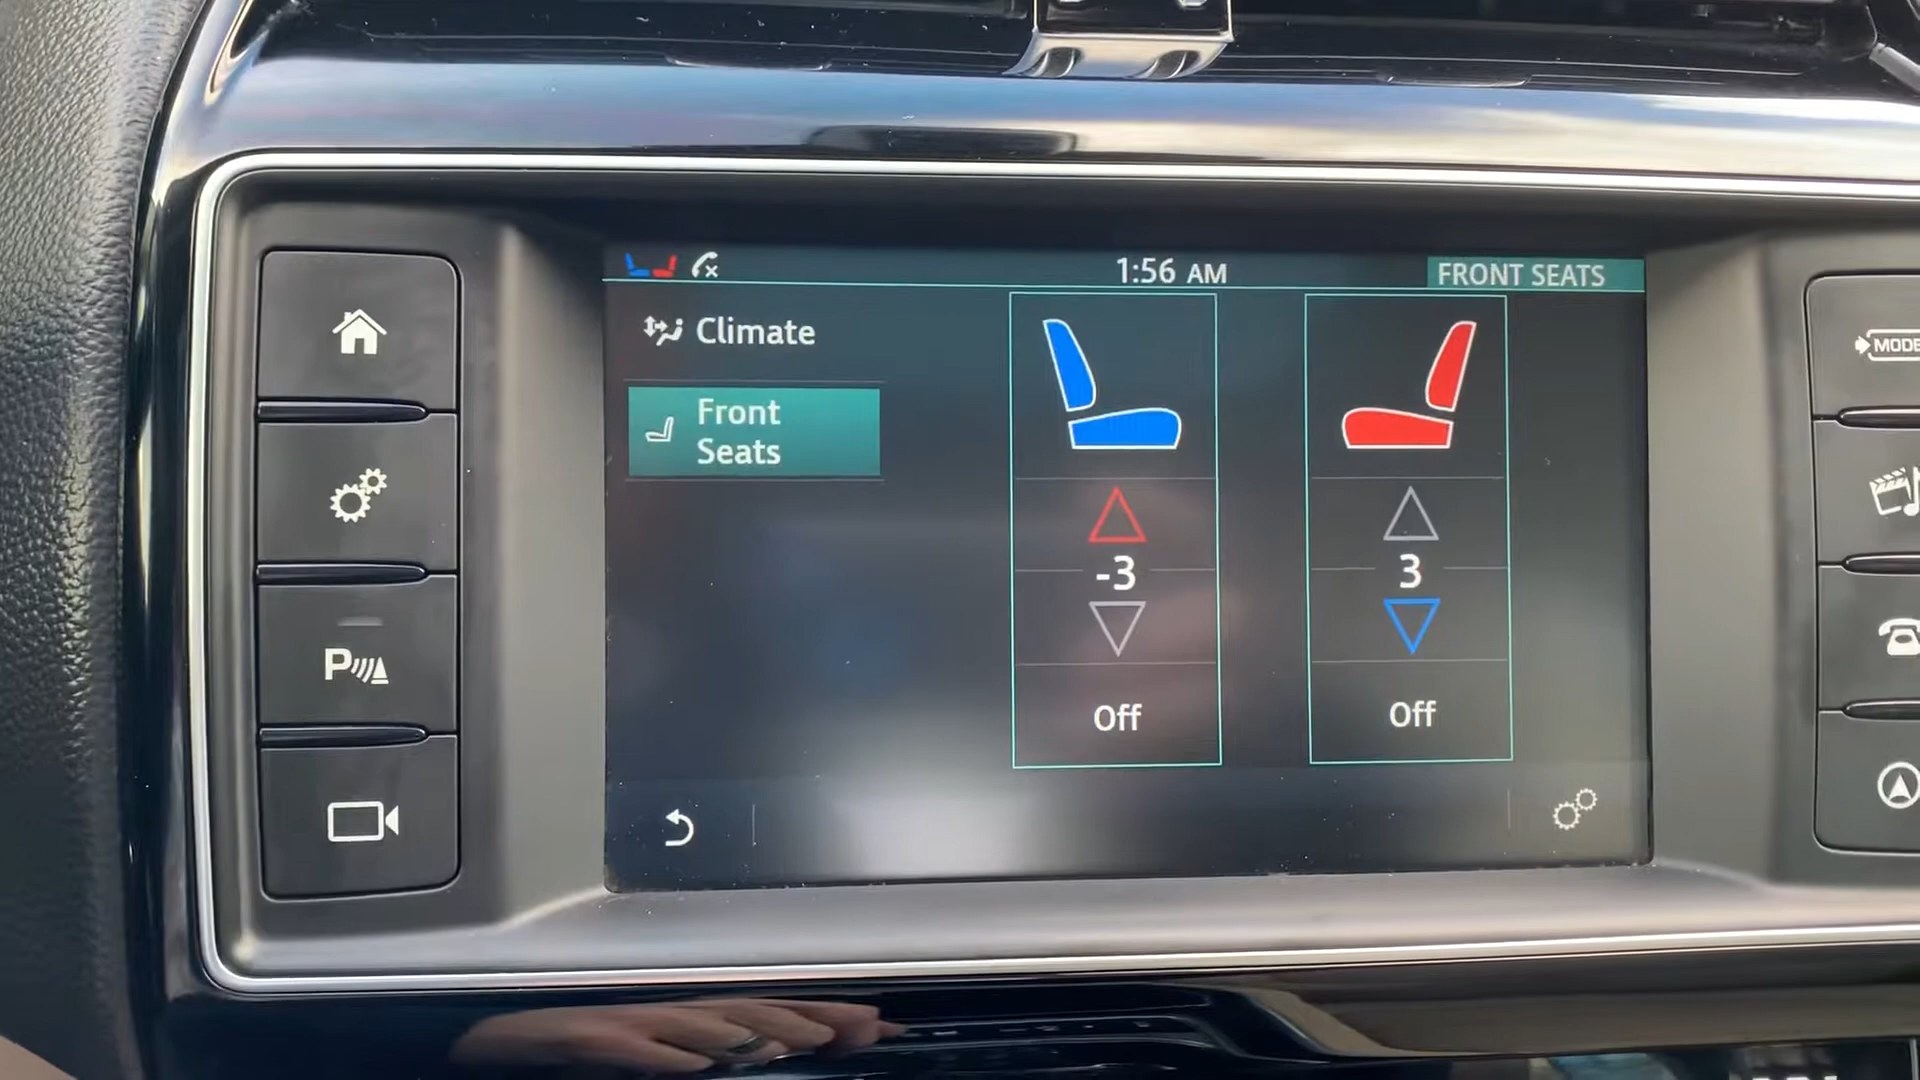 1:56 AM
FRONT SEATS
Climate
Front
Seats
-3
3
Off
Off
P
MODE